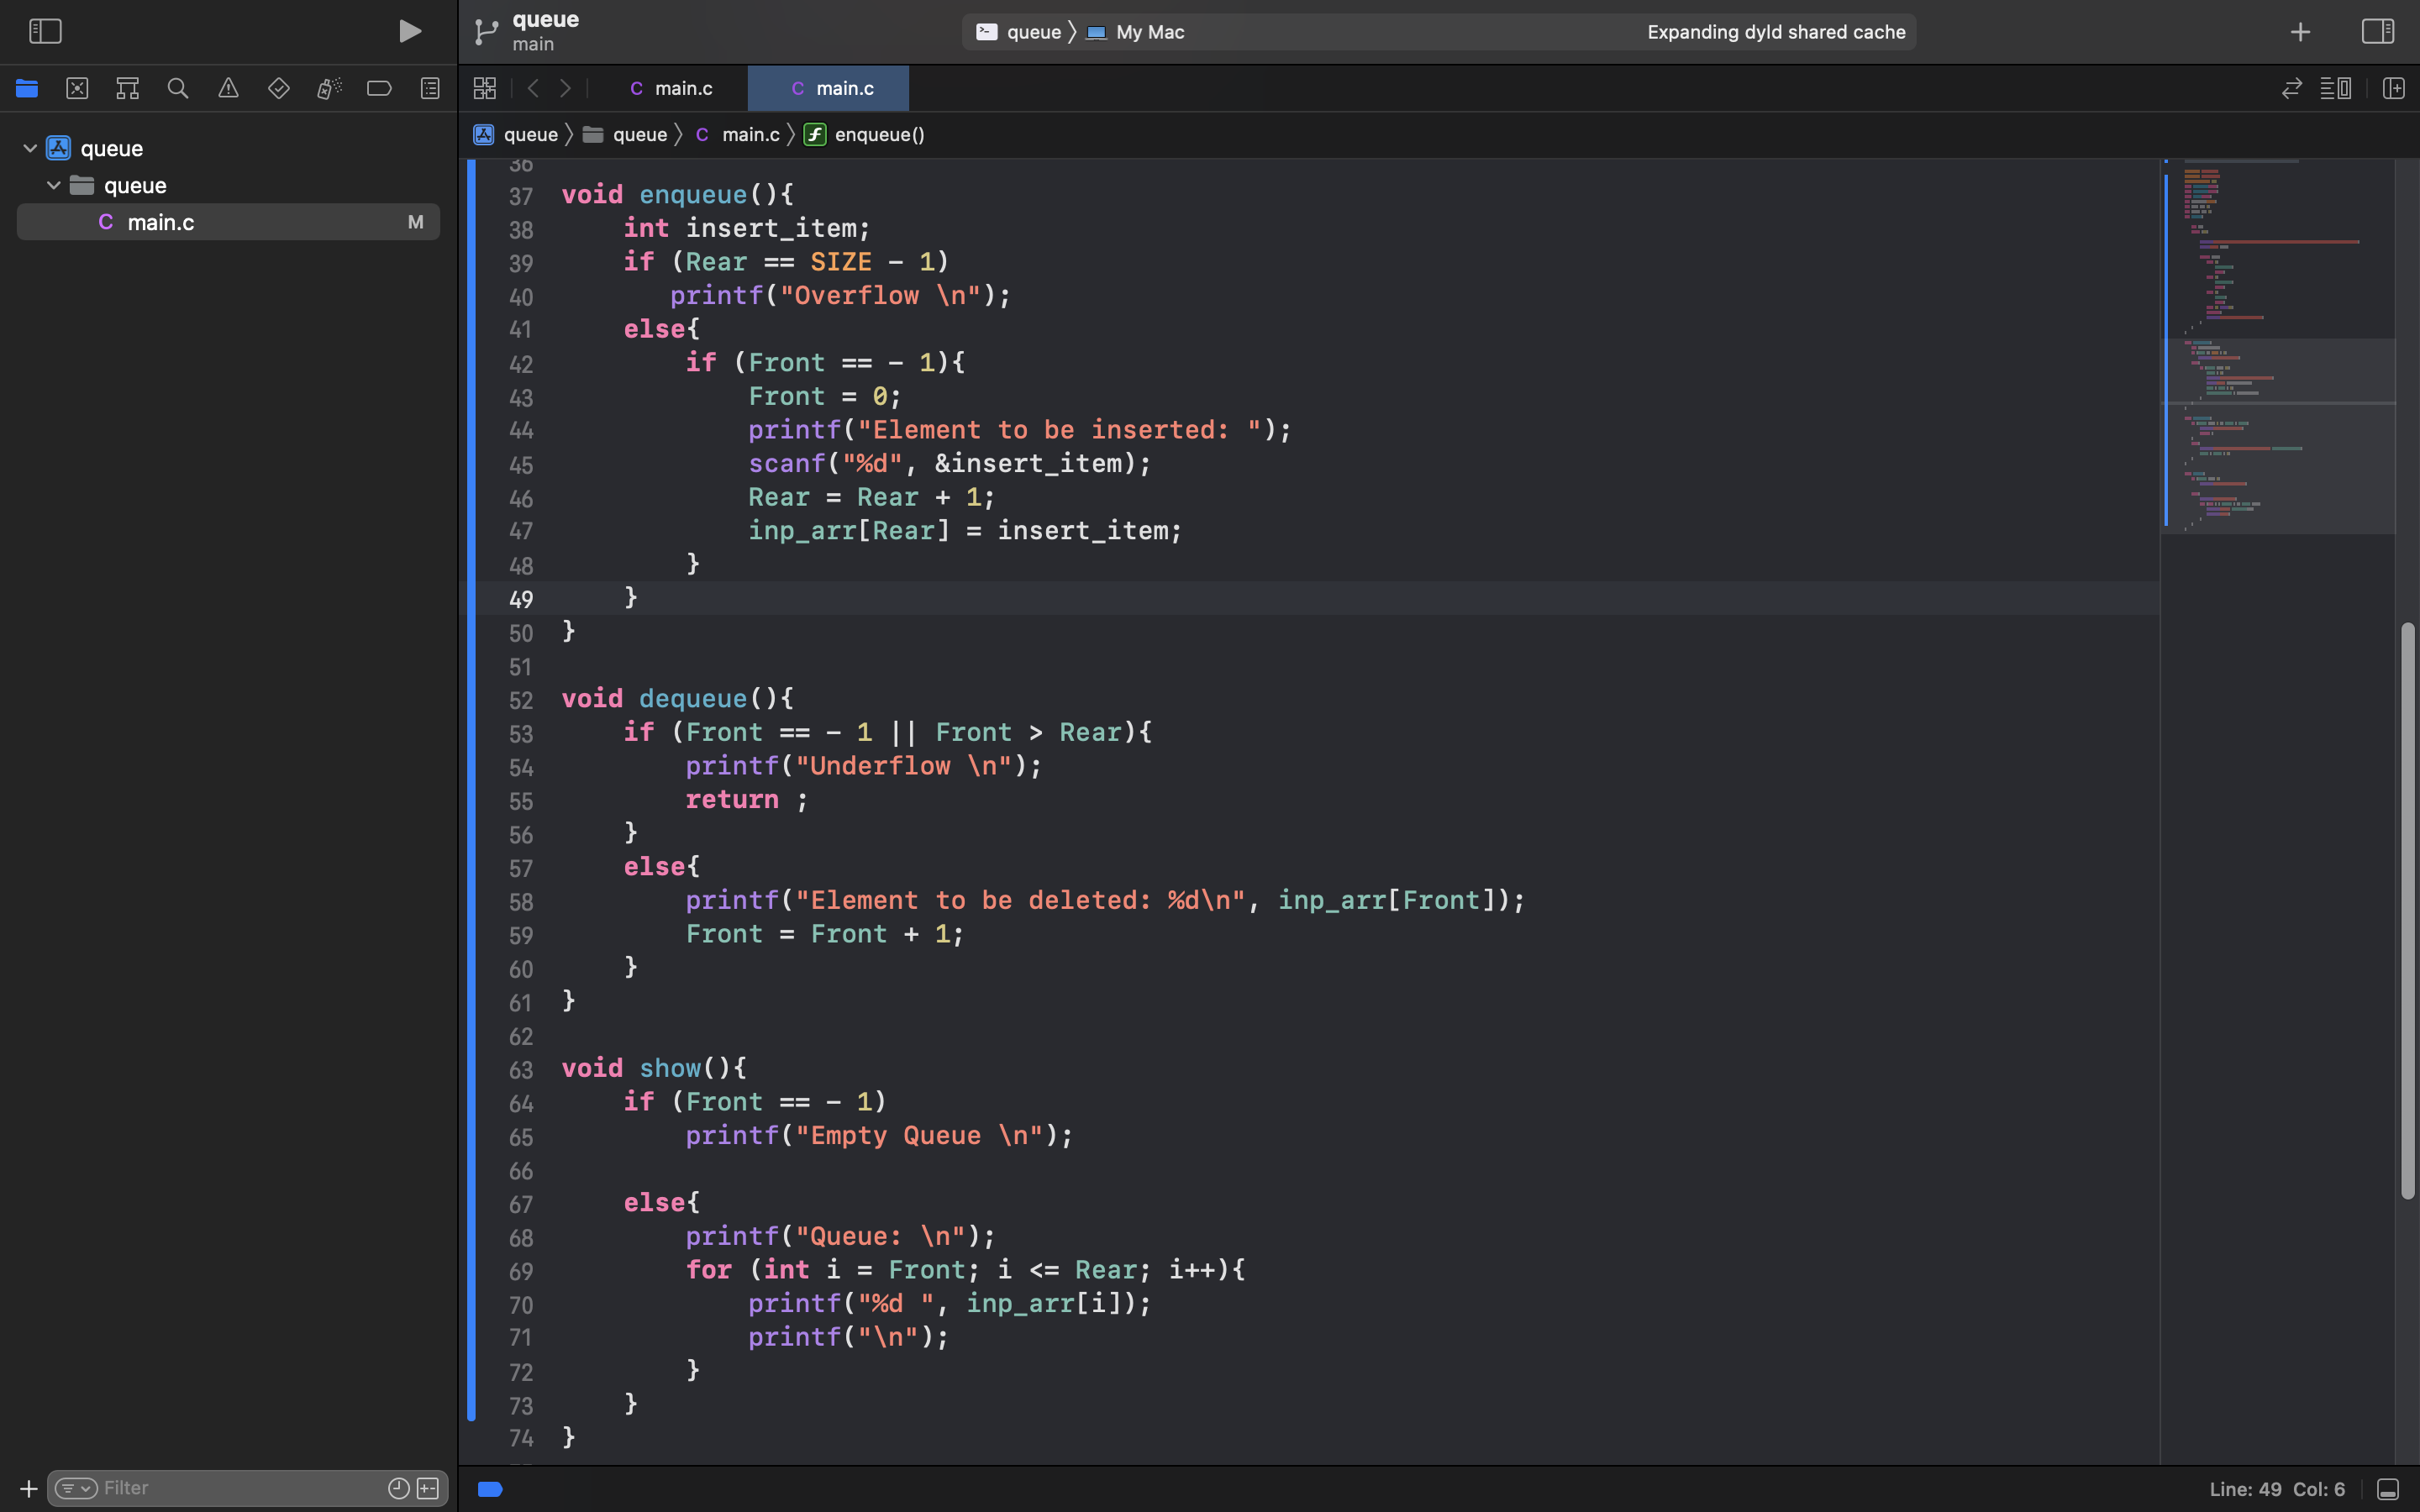 queue
main
queue 〉 My Mac
Expanding dyld shared cache
C main.c
C main.c
queue 〉 queue 〉 C main.c 〉 f enqueue()
queue
queue
C main.c M
36
37 void enqueue(){
38     int insert_item;
39     if (Rear == SIZE - 1)
40        printf("Overflow \n");
41     else{
42         if (Front == - 1){
43             Front = 0;
44             printf("Element to be inserted: ");
45             scanf("%d", &insert_item);
46             Rear = Rear + 1;
47             inp_arr[Rear] = insert_item;
48         }
49     }
50 }
51
52 void dequeue(){
53     if (Front == - 1 || Front > Rear){
54         printf("Underflow \n");
55         return ;
56     }
57     else{
58         printf("Element to be deleted: %d\n", inp_arr[Front]);
59         Front = Front + 1;
60     }
61 }
62
63 void show(){
64     if (Front == - 1)
65         printf("Empty Queue \n");
66
67     else{
68         printf("Queue: \n");
69         for (int i = Front; i <= Rear; i++){
70             printf("%d ", inp_arr[i]);
71             printf("\n");
72         }
73     }
74 }
Filter
Line: 49 Col: 6